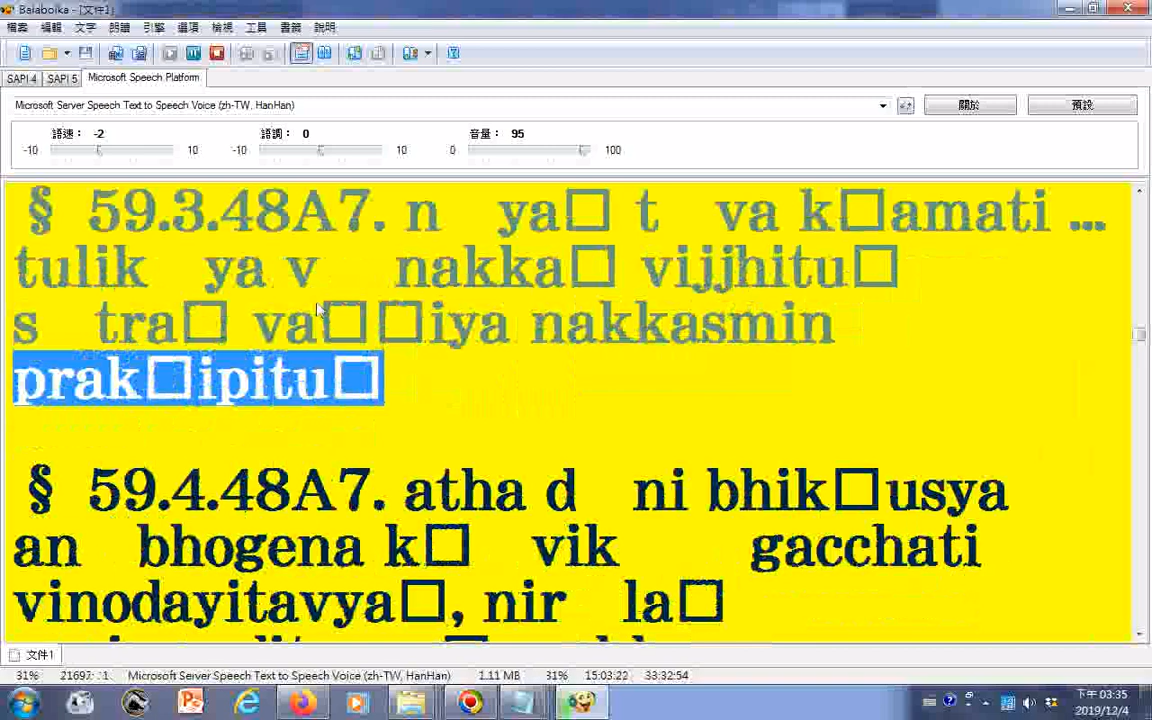 Balabolka - [文件1]
檔案 編輯 文字 朗讀 引擎 選項 檢視 工具 書籤 說明
SAPI 4 SAPI 5 Microsoft Speech Platform
Microsoft Server Speech Text to Speech Voice (zh-TW, HanHan)
關於 預設
語速： -2 語調： 0 音量： 95
-10 10 -10 10 0 100
§ 59.3.48A7. n ya□ t va k□amati ...
tulik ya v nakka□ vijjhitu□
s tra□ va□□iya nakkasmin
prak□ipitu□
§ 59.4.48A7. atha d ni bhik□usya
an bhogena k□ vik gacchati
vinodayitavya□, nir la□
文件1
31% Microsoft Server Speech Text to Speech Voice (zh-TW, HanHan) 1.11 MB 31% 15:03:22 33:32:54
下午 03:35
2019/12/4